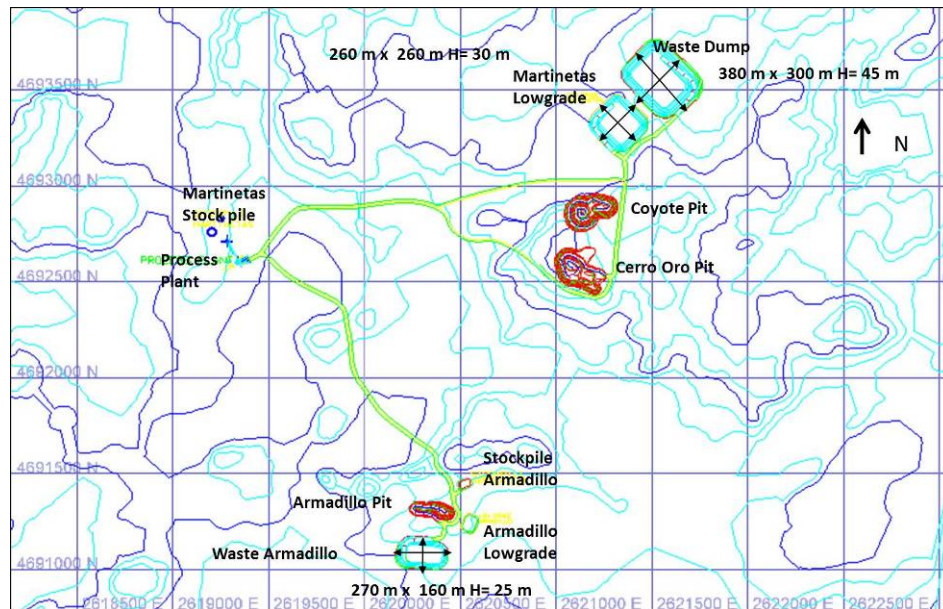 260 m x 260 m H= 30 m
Waste Dump
380 m x 300 m H= 45 m
Martinetas
Lowgrade
4693500 N
N
4693000 N
Martinetas
Stockpile
Coyote Pit
Process
Plant
Cerro Oro Pit
4692500 N
4692000 N
4691500 N
Stockpile
Armadillo
Armadillo Pit
Armadillo
Lowgrade
Waste Armadillo
4691000 N
270 m x 160 m H= 25 m
2618500 E
2619000 E
2619500 E
2620000 E
2620500 E
2621000 E
2621500 E
2622000 E
2622500 E